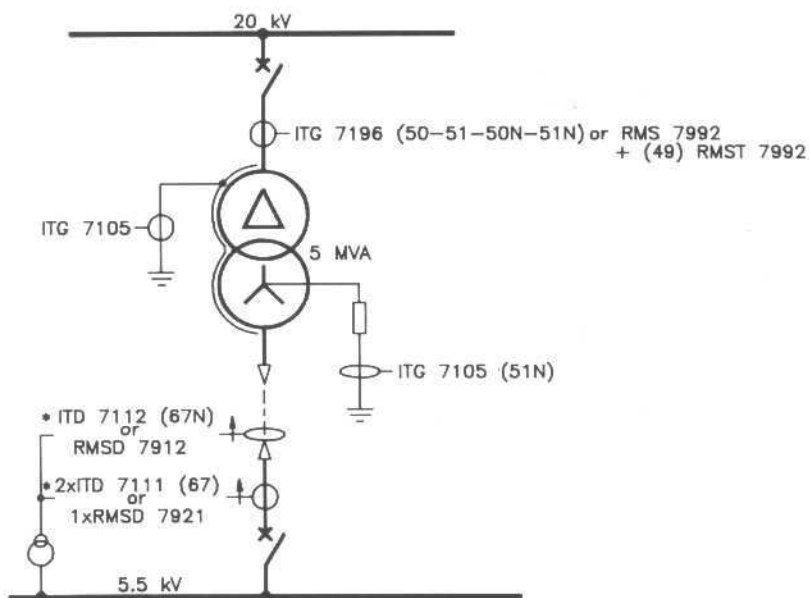 20 kV
ITG 7196 (50-51-50N-51N) or RMS 7992
+ (49) RMST 7992
ITG 7105
5 MVA
ITG 7105 (51N)
* ITD 7112 (67N)
or
RMSD 7912
* 2xITD 7111 (67)
or
1xRMSD 7921
5.5 kV